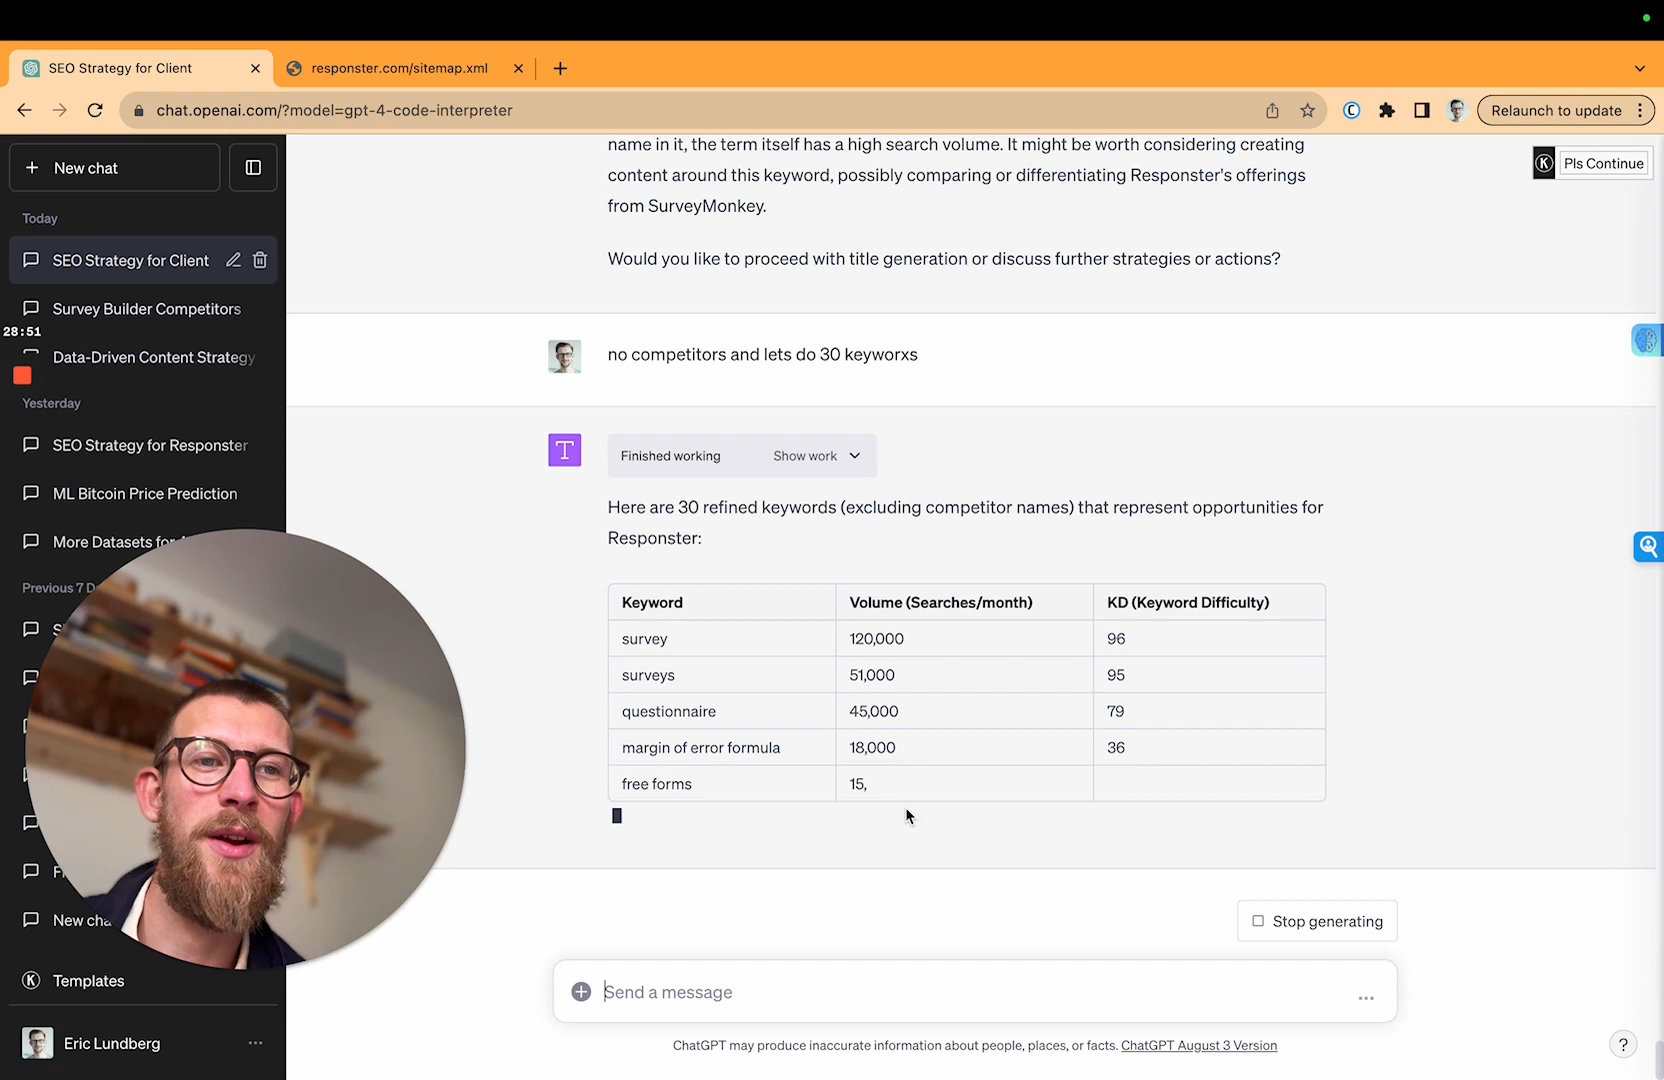 SEO Strategy for Client
responster.com/sitemap.xml
chat.openai.com/?model=gpt-4-code-interpreter
Relaunch to update
New chat
Today
SEO Strategy for Client
Survey Builder Competitors
28:51
Data-Driven Content Strategy
Yesterday
SEO Strategy for Responster
ML Bitcoin Price Prediction
More Datasets for
Previous 7 D
New cha
Templates
Eric Lundberg
name in it, the term itself has a high search volume. It might be worth considering creating
content around this keyword, possibly comparing or differentiating Responster's offerings
from SurveyMonkey.
Would you like to proceed with title generation or discuss further strategies or actions?
K Pls Continue
no competitors and lets do 30 keyworxs
T
Finished working Show work
Here are 30 refined keywords (excluding competitor names) that represent opportunities for
Responster:
Keyword Volume (Searches/month) KD (Keyword Difficulty)
survey 120,000 96
surveys 51,000 95
questionnaire 45,000 79
margin of error formula 18,000 36
free forms 15,
Stop generating
Send a message
ChatGPT may produce inaccurate information about people, places, or facts. ChatGPT August 3 Version
?